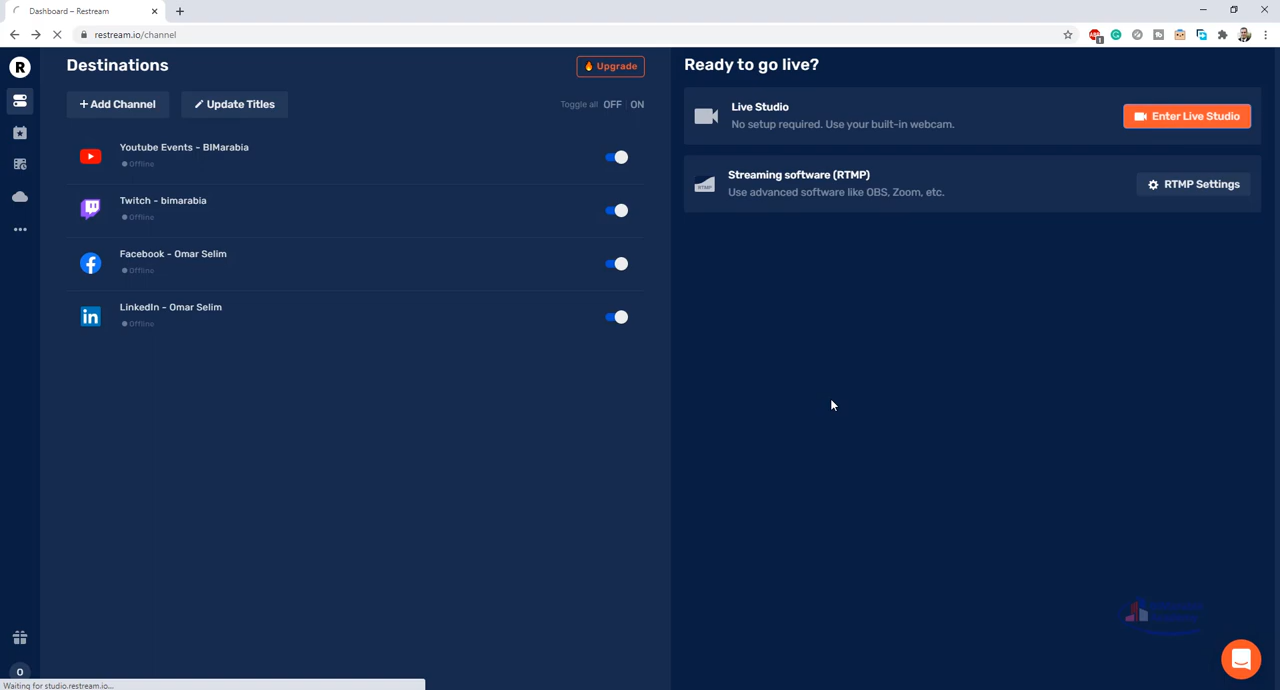 Dashboard – Restream
restream.io/channel
1
R
Destinations
Upgrade
+ Add Channel
Update Titles
Toggle all OFF ON
Youtube Events – BIMarabia
Offline
Twitch – bimarabia
Offline
Facebook – Omar Selim
Offline
LinkedIn – Omar Selim
Offline
Ready to go live?
Live Studio
No setup required. Use your built-in webcam.
Enter Live Studio
RTMP
Streaming software (RTMP)
Use advanced software like OBS, Zoom, etc.
RTMP Settings
O
Waiting for studio.restream.io...